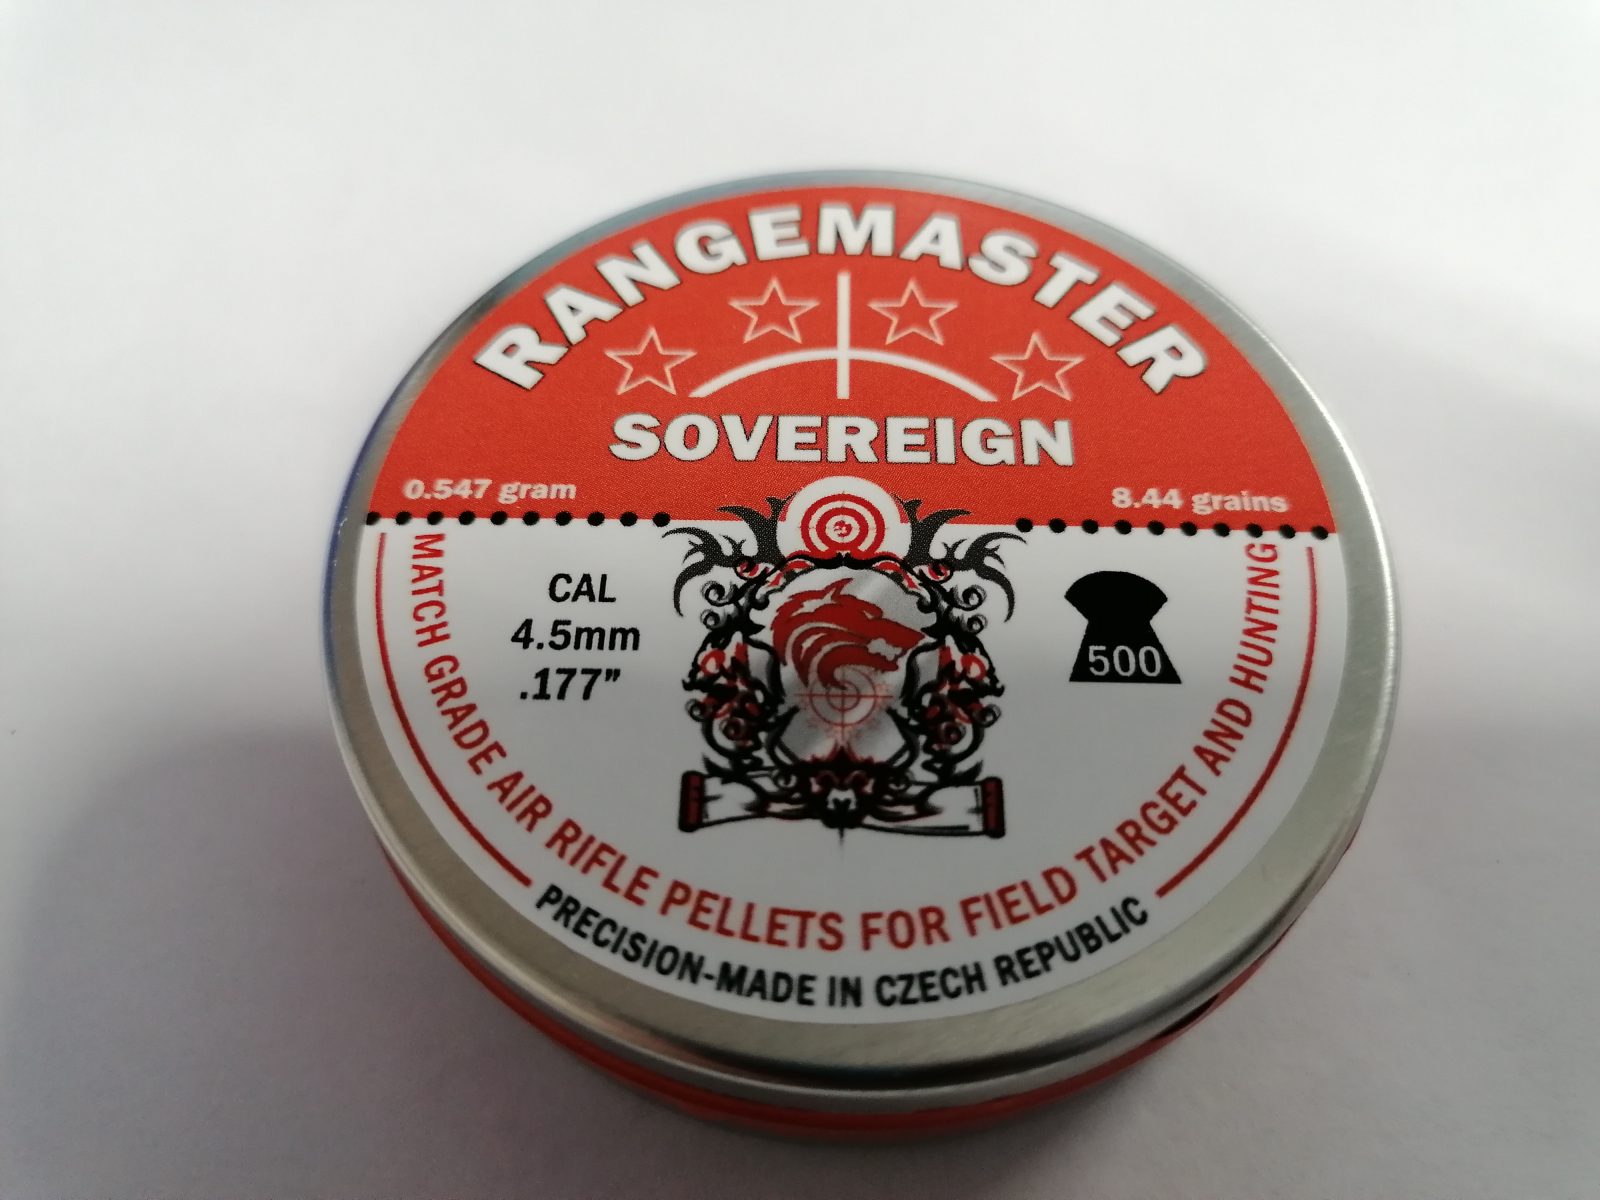 RANGEMASTER
SOVEREIGN
0.547 gram
8.44 grains
CAL
4.5mm
.177”
500
MATCH GRADE AIR RIFLE PELLETS FOR FIELD TARGET AND HUNTING
PRECISION-MADE IN CZECH REPUBLIC